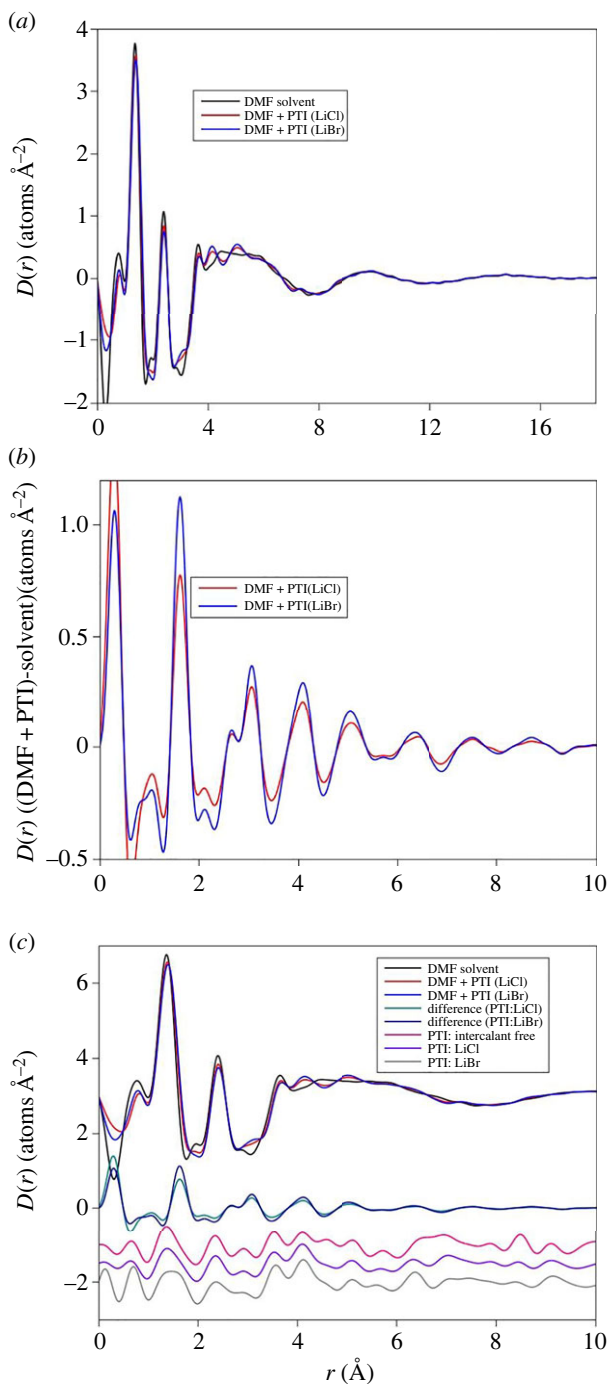 (a)
4
3
2
1
0
–1
–2
D(r) (atoms Å–2)
DMF solvent
DMF + PTI (LiCl)
DMF + PTI (LiBr)
0 4 8 12 16
(b)
1.0
0.5
0
–0.5
D(r) ((DMF + PTI)-solvent)(atoms Å–2)
DMF + PTI(LiCl)
DMF + PTI(LiBr)
0 2 4 6 8 10
(c)
6
4
2
0
–2
D(r) (atoms Å–2)
DMF solvent
DMF + PTI (LiCl)
DMF + PTI (LiBr)
difference (PTI:LiCl)
difference (PTI:LiBr)
PTI: intercalant free
PTI: LiCl
PTI: LiBr
0 2 4 6 8 10
r (Å)